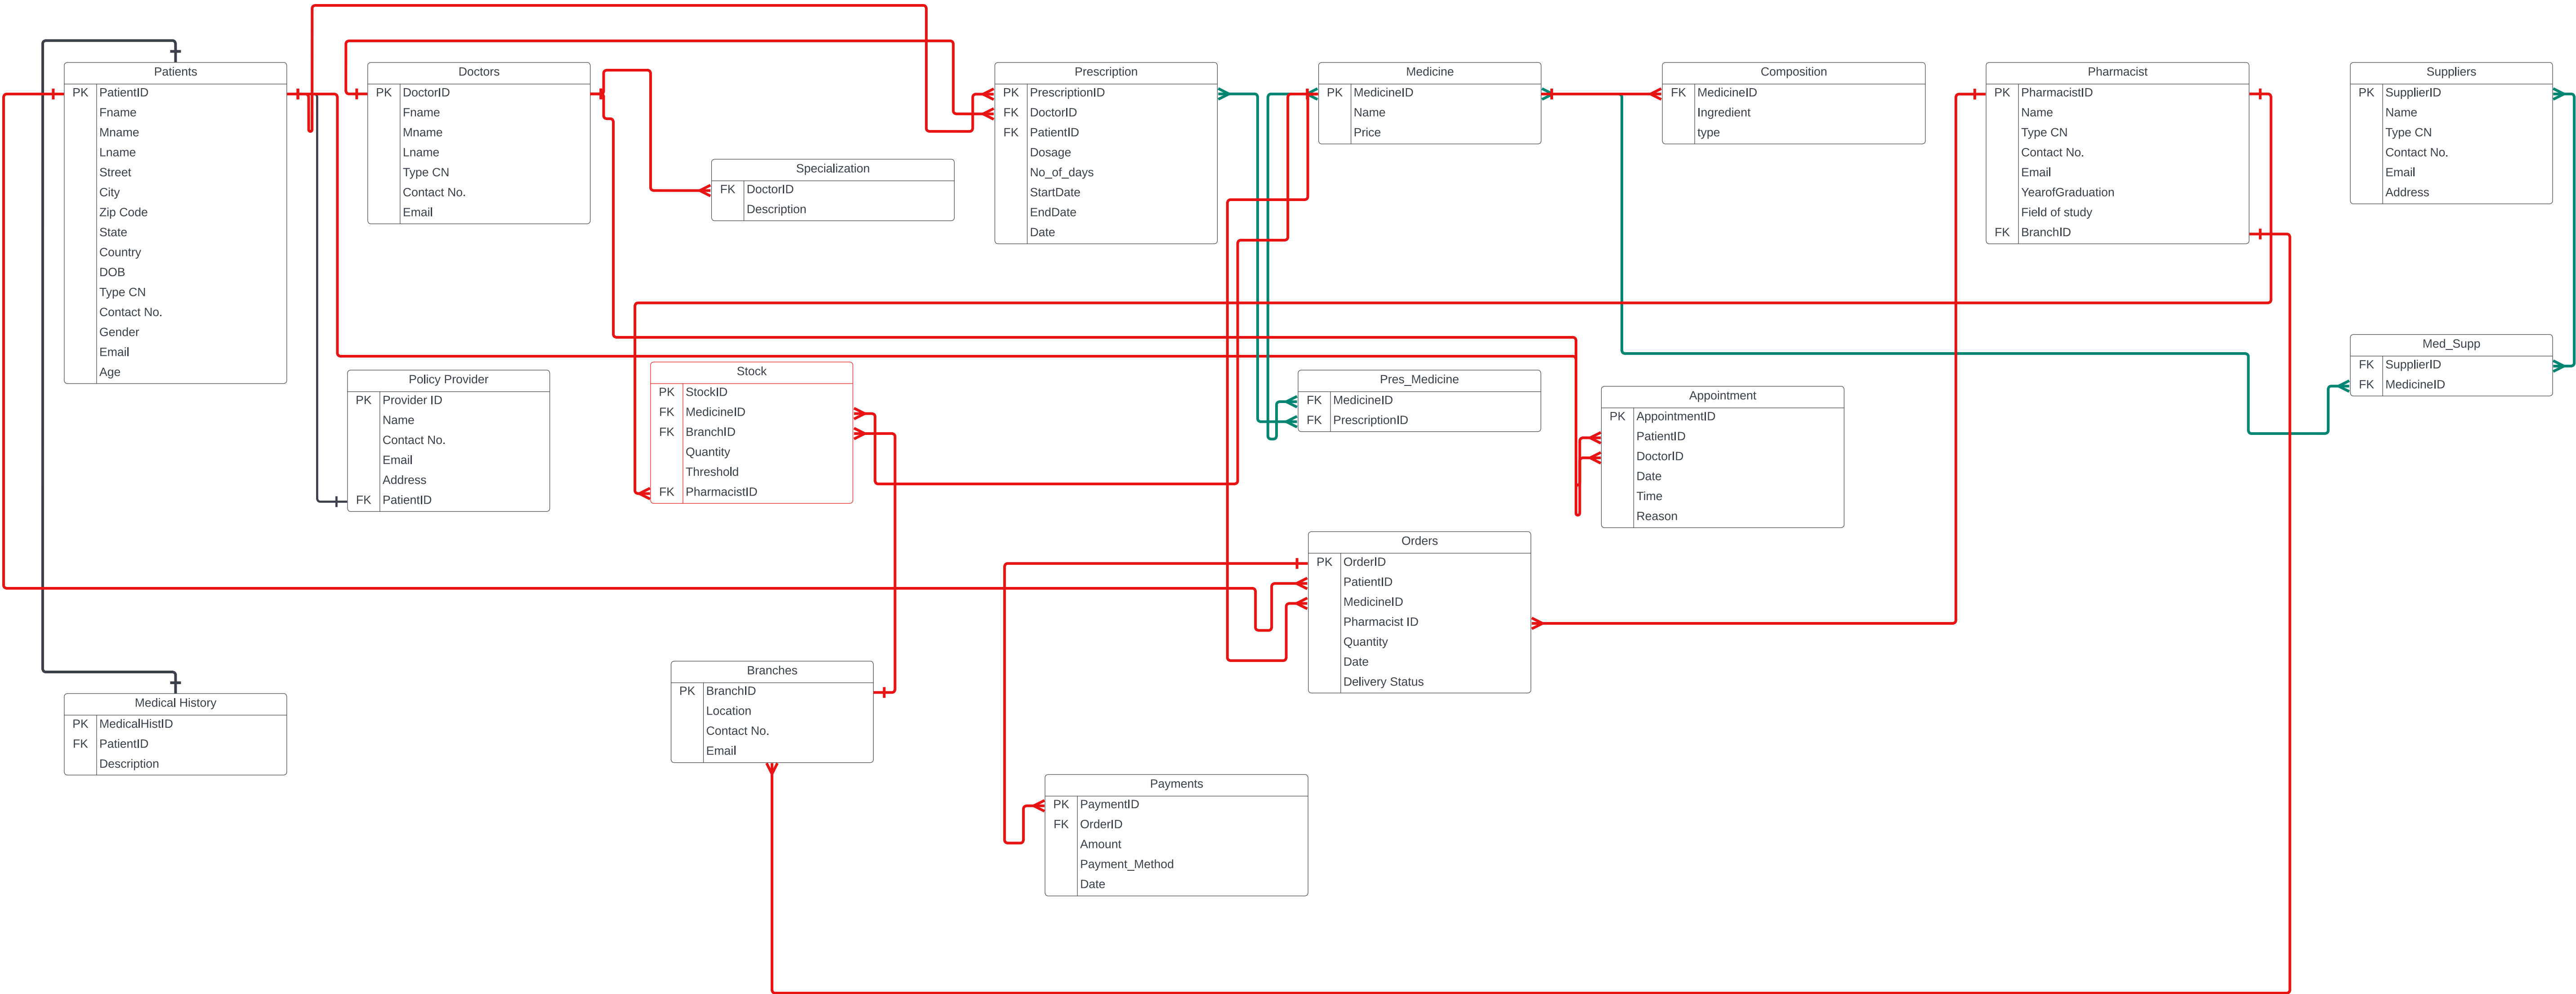 Patients
PK PatientID
Fname
Mname
Lname
Street
City
Zip Code
State
Country
DOB
Type CN
Contact No.
Gender
Email
Age
Doctors
PK DoctorID
Fname
Mname
Lname
Type CN
Contact No.
Email
Specialization
FK DoctorID
Description
Prescription
PK PrescriptionID
FK DoctorID
FK PatientID
Dosage
No_of_days
StartDate
EndDate
Date
Medicine
PK MedicineID
Name
Price
Composition
FK MedicineID
Ingredient
type
Pharmacist
PK PharmacistID
Name
Type CN
Contact No.
Email
YearofGraduation
Field of study
FK BranchID
Suppliers
PK SupplierID
Name
Type CN
Contact No.
Email
Address
Policy Provider
PK Provider ID
Name
Contact No.
Email
Address
FK PatientID
Stock
PK StockID
FK MedicineID
FK BranchID
Quantity
Threshold
FK PharmacistID
Pres_Medicine
FK MedicineID
FK PrescriptionID
Appointment
PK AppointmentID
PatientID
DoctorID
Date
Time
Reason
Med_Supp
FK SupplierID
FK MedicineID
Orders
PK OrderID
PatientID
MedicineID
Pharmacist ID
Quantity
Date
Delivery Status
Medical History
PK MedicalHistID
FK PatientID
Description
Branches
PK BranchID
Location
Contact No.
Email
Payments
PK PaymentID
FK OrderID
Amount
Payment_Method
Date